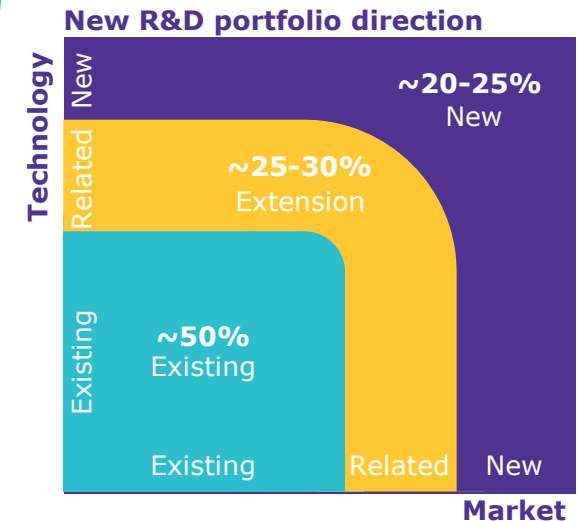 New R&D portfolio direction
Technology
New
~20-25%
New
Related
~25-30%
Extension
Existing
~50%
Existing
Existing
Related
New
Market